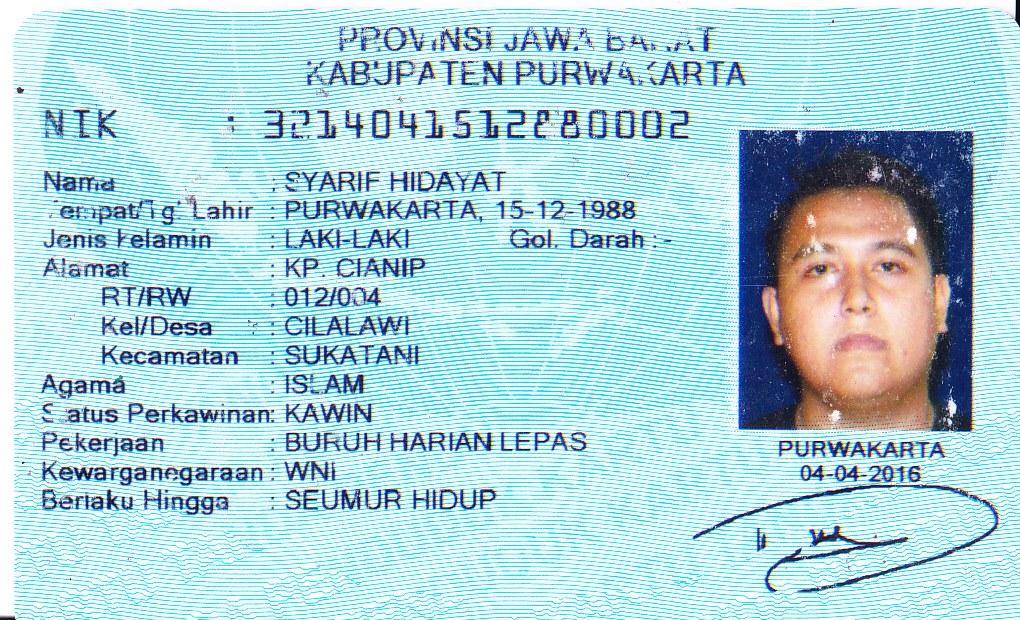 PROVINSI JAWA BARAT
KABUPATEN PURWAKARTA
NIK : 3214041512880002
Nama : SYARIF HIDAYAT
Tempat/Tgl Lahir : PURWAKARTA, 15-12-1988
Jenis kelamin : LAKI-LAKI Gol. Darah : -
Alamat : KP. CIANIP
RT/RW : 012/004
Kel/Desa : CILALAWI
Kecamatan : SUKATANI
Agama : ISLAM
Status Perkawinan: KAWIN
Pekerjaan : BURUH HARIAN LEPAS
Kewarganegaraan : WNI
Berlaku Hingga : SEUMUR HIDUP
PURWAKARTA
04-04-2016